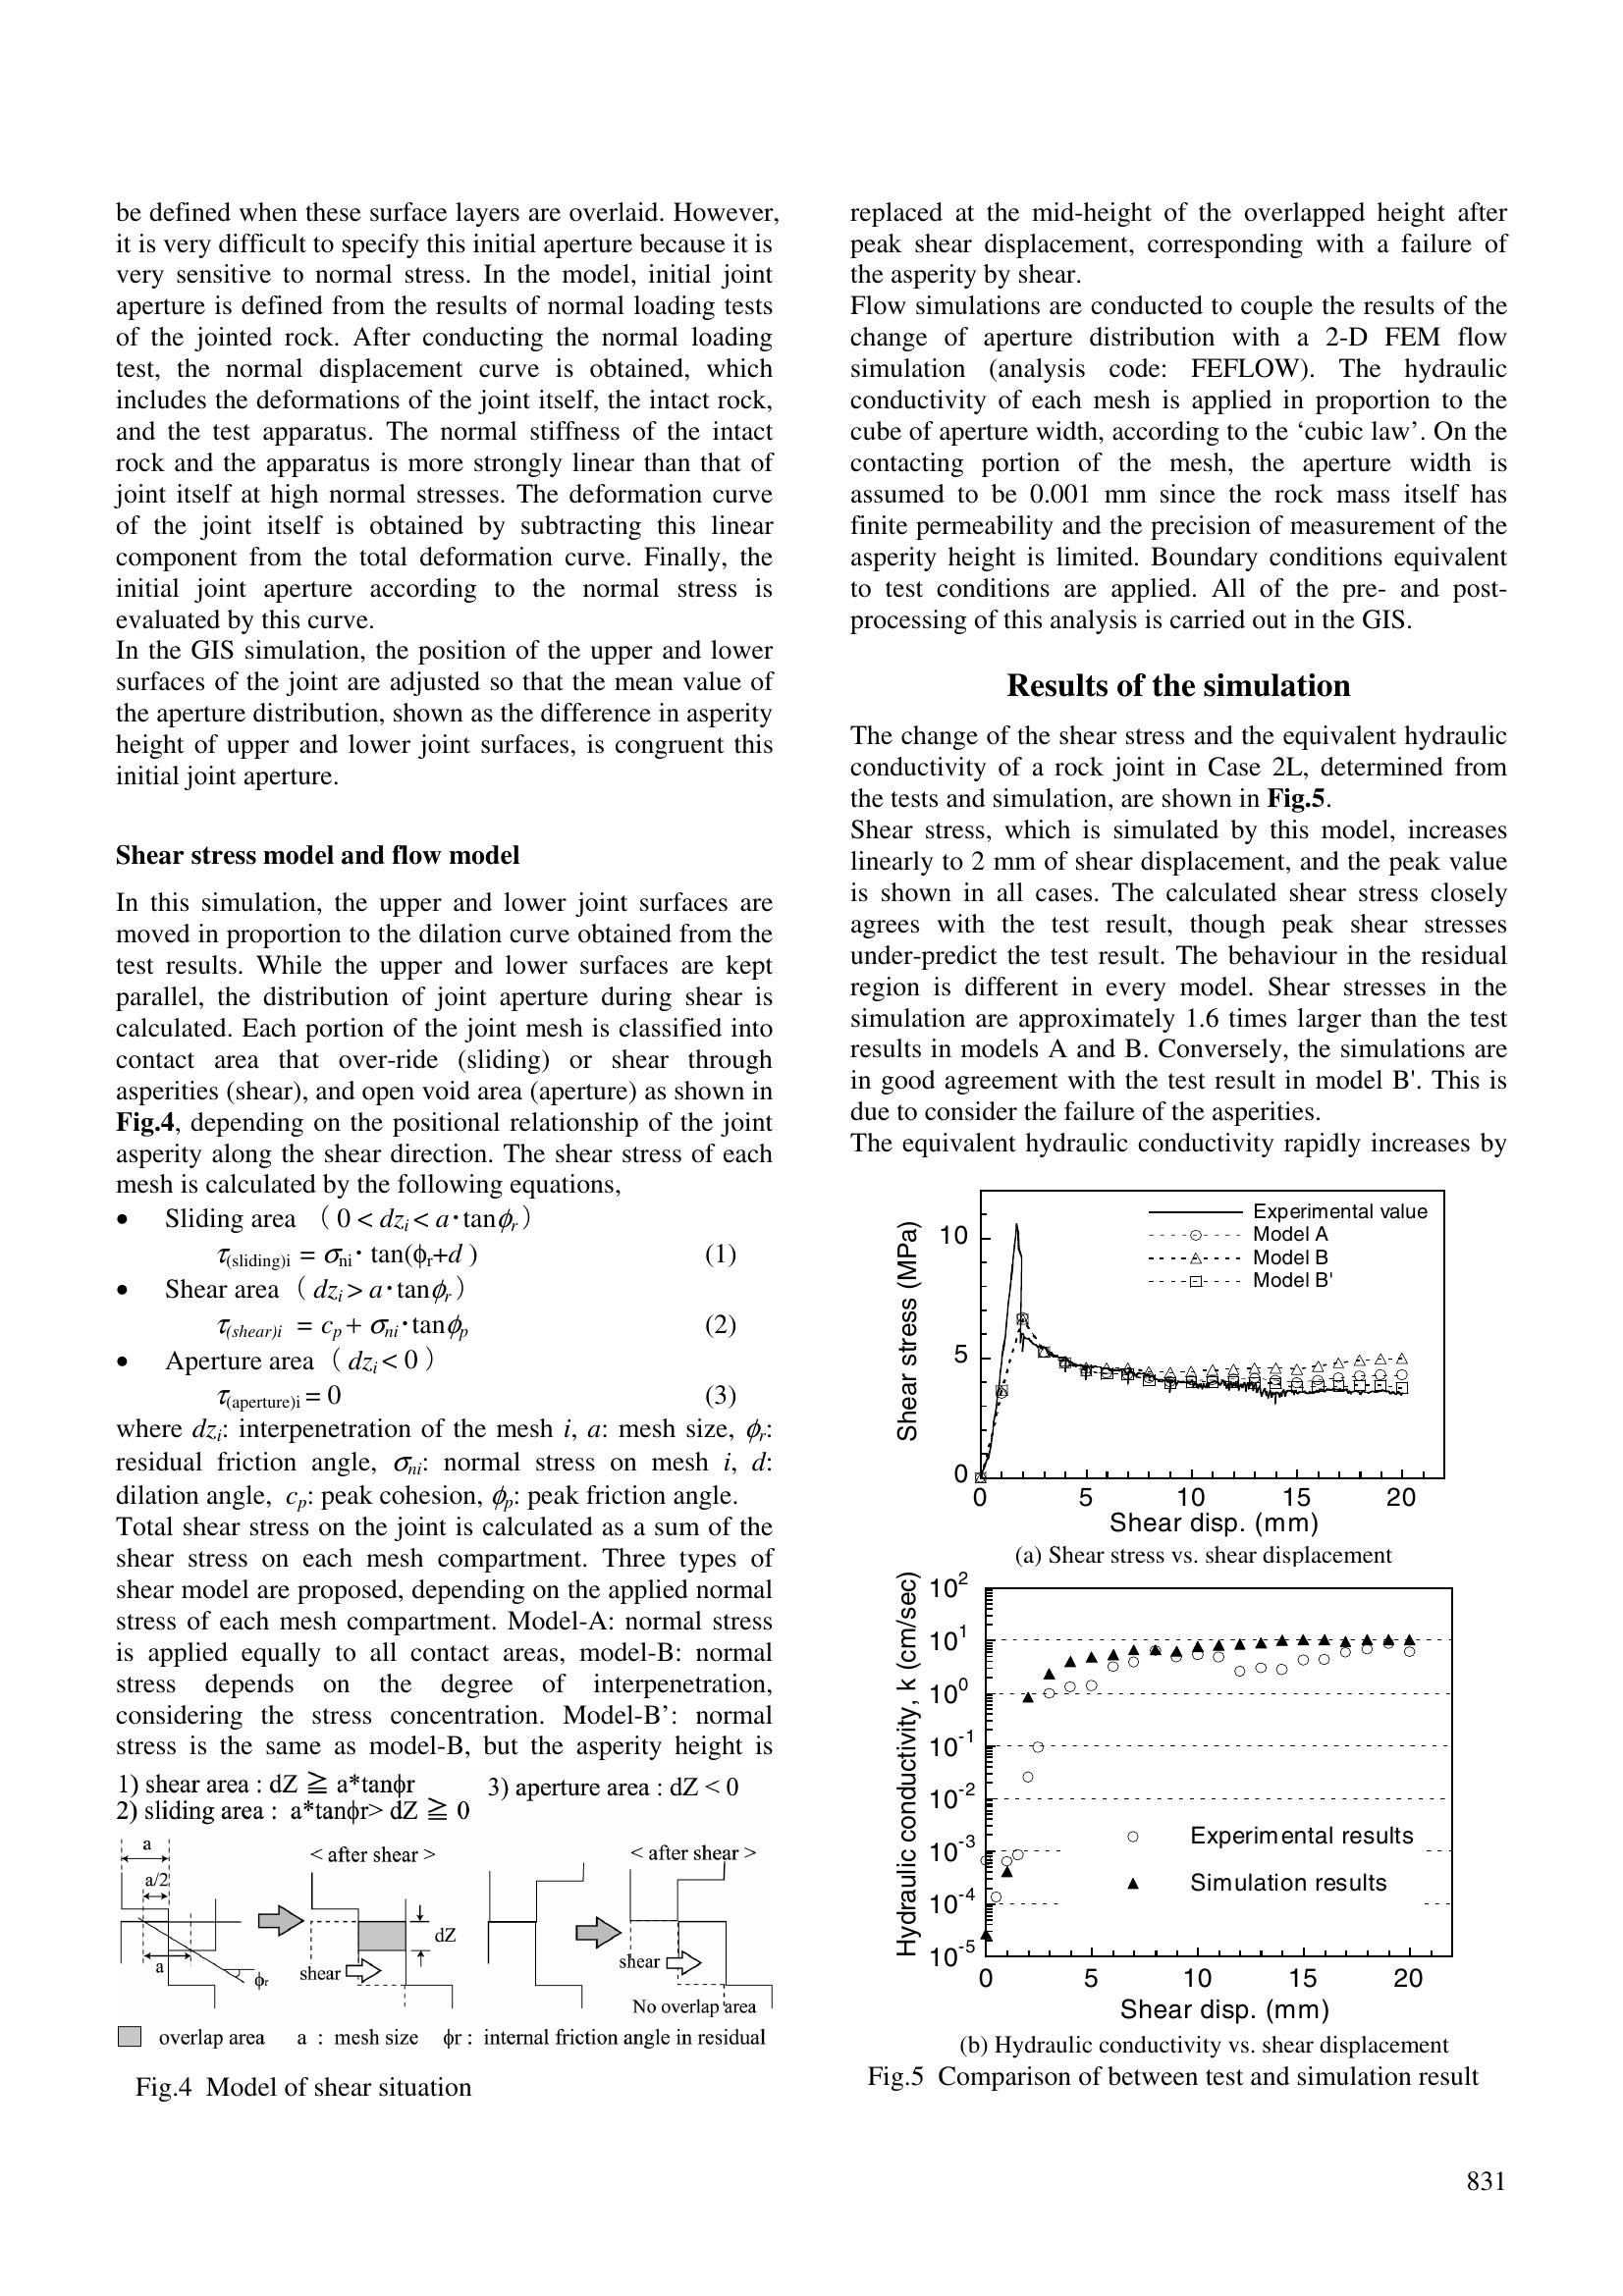 be defined when these surface layers are overlaid. However,
it is very difficult to specify this initial aperture because it is
very sensitive to normal stress. In the model, initial joint
aperture is defined from the results of normal loading tests
of the jointed rock. After conducting the normal loading
test, the normal displacement curve is obtained, which
includes the deformations of the joint itself, the intact rock,
and the test apparatus. The normal stiffness of the intact
rock and the apparatus is more strongly linear than that of
joint itself at high normal stresses. The deformation curve
of the joint itself is obtained by subtracting this linear
component from the total deformation curve. Finally, the
initial joint aperture according to the normal stress is
evaluated by this curve.
In the GIS simulation, the position of the upper and lower
surfaces of the joint are adjusted so that the mean value of
the aperture distribution, shown as the difference in asperity
height of upper and lower joint surfaces, is congruent this
initial joint aperture.
Shear stress model and flow model
In this simulation, the upper and lower joint surfaces are
moved in proportion to the dilation curve obtained from the
test results. While the upper and lower surfaces are kept
parallel, the distribution of joint aperture during shear is
calculated. Each portion of the joint mesh is classified into
contact area that over-ride (sliding) or shear through
asperities (shear), and open void area (aperture) as shown in
Fig.4, depending on the positional relationship of the joint
asperity along the shear direction. The shear stress of each
mesh is calculated by the following equations,
• Sliding area （0 < dzi < a･tanϕr）
τ(sliding)i = σni･ tan(ϕr+d ) (1)
• Shear area （ dzi > a･tanϕr）
τ(shear)i = cp + σni･tanϕp (2)
• Aperture area （ dzi < 0 ）
τ(aperture)i = 0 (3)
where dzi: interpenetration of the mesh i, a: mesh size, ϕr:
residual friction angle, σni: normal stress on mesh i, d:
dilation angle, cp: peak cohesion, ϕp: peak friction angle.
Total shear stress on the joint is calculated as a sum of the
shear stress on each mesh compartment. Three types of
shear model are proposed, depending on the applied normal
stress of each mesh compartment. Model-A: normal stress
is applied equally to all contact areas, model-B: normal
stress depends on the degree of interpenetration,
considering the stress concentration. Model-B’: normal
stress is the same as model-B, but the asperity height is
1) shear area : dZ ≧ a*tanϕr
2) sliding area : a*tanϕr> dZ ≧ 0
3) aperture area : dZ < 0
a
a/2
a
ϕr
< after shear >
dZ
shear
< after shear >
shear
No overlap area
overlap area a : mesh size ϕr : internal friction angle in residual
Fig.4 Model of shear situation
replaced at the mid-height of the overlapped height after
peak shear displacement, corresponding with a failure of
the asperity by shear.
Flow simulations are conducted to couple the results of the
change of aperture distribution with a 2-D FEM flow
simulation (analysis code: FEFLOW). The hydraulic
conductivity of each mesh is applied in proportion to the
cube of aperture width, according to the ‘cubic law’. On the
contacting portion of the mesh, the aperture width is
assumed to be 0.001 mm since the rock mass itself has
finite permeability and the precision of measurement of the
asperity height is limited. Boundary conditions equivalent
to test conditions are applied. All of the pre- and post-
processing of this analysis is carried out in the GIS.
Results of the simulation
The change of the shear stress and the equivalent hydraulic
conductivity of a rock joint in Case 2L, determined from
the tests and simulation, are shown in Fig.5.
Shear stress, which is simulated by this model, increases
linearly to 2 mm of shear displacement, and the peak value
is shown in all cases. The calculated shear stress closely
agrees with the test result, though peak shear stresses
under-predict the test result. The behaviour in the residual
region is different in every model. Shear stresses in the
simulation are approximately 1.6 times larger than the test
results in models A and B. Conversely, the simulations are
in good agreement with the test result in model B'. This is
due to consider the failure of the asperities.
The equivalent hydraulic conductivity rapidly increases by
Shear stress (MPa)
10
5
0
Experimental value
Model A
Model B
Model B'
0 5 10 15 20
Shear disp. (mm)
(a) Shear stress vs. shear displacement
Hydraulic conductivity, k (cm/sec)
10^2
10^1
10^0
10^-1
10^-2
10^-3
10^-4
10^-5
Experimental results
Simulation results
0 5 10 15 20
Shear disp. (mm)
(b) Hydraulic conductivity vs. shear displacement
Fig.5 Comparison of between test and simulation result
831